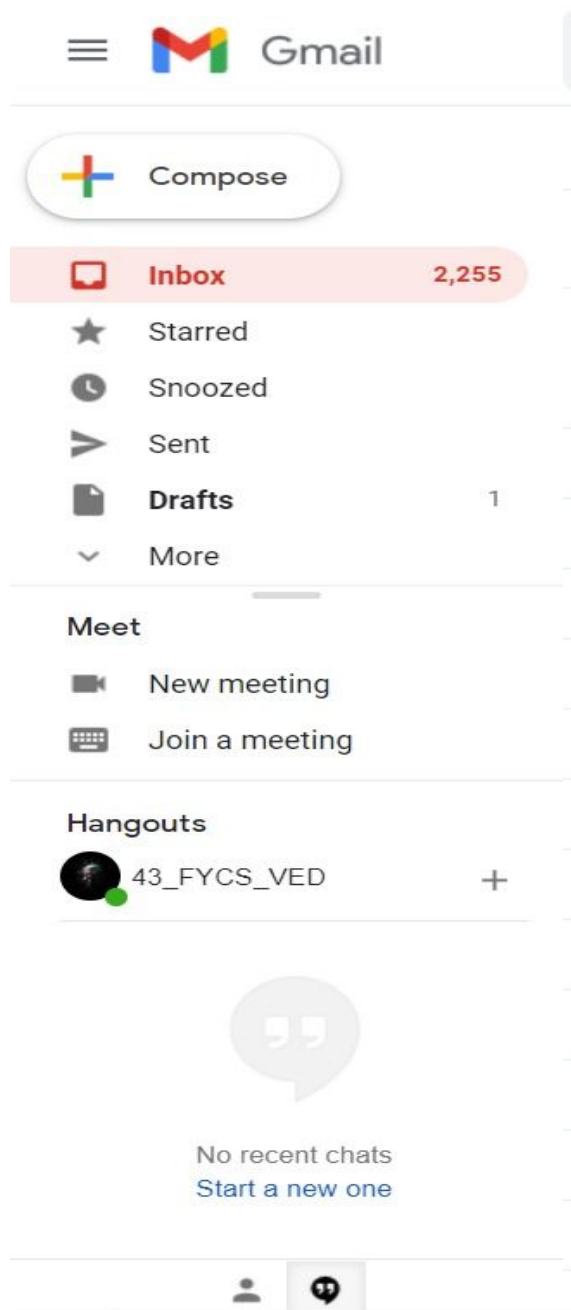 Gmail
Compose
Inbox 2,255
Starred
Snoozed
Sent
Drafts 1
More
Meet
New meeting
Join a meeting
Hangouts
43_FYCS_VED
No recent chats
Start a new one